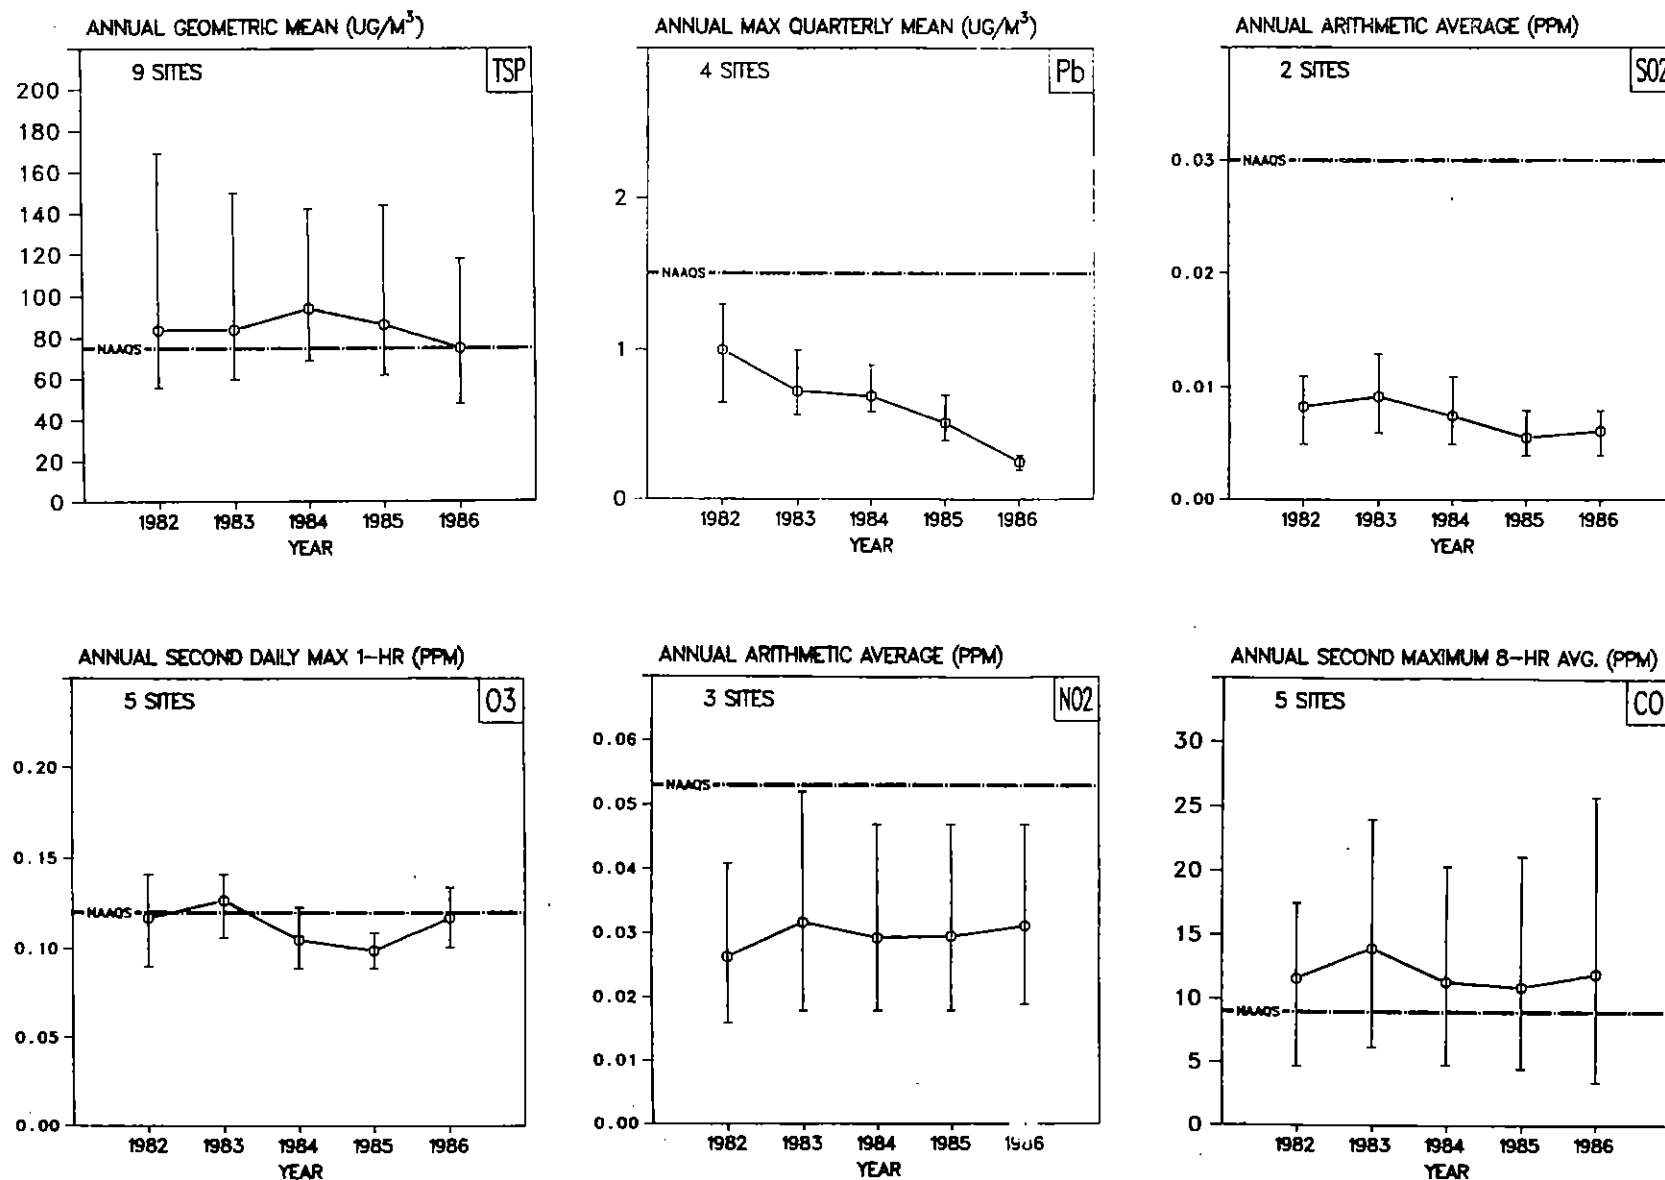 ANNUAL GEOMETRIC MEAN (UG/M³)
9 SITES
TSP
200
180
160
140
120
100
80
60
40
20
0
NAAQS
1982 1983 1984 1985 1986
YEAR
ANNUAL MAX QUARTERLY MEAN (UG/M³)
4 SITES
Pb
2
1
0
NAAQS
1982 1983 1984 1985 1986
YEAR
ANNUAL ARITHMETIC AVERAGE (PPM)
2 SITES
SO2
0.03
0.02
0.01
0.00
NAAQS
1982 1983 1984 1985 1986
YEAR
ANNUAL SECOND DAILY MAX 1-HR (PPM)
5 SITES
O3
0.20
0.15
0.10
0.05
0.00
NAAQS
1982 1983 1984 1985 1986
YEAR
ANNUAL ARITHMETIC AVERAGE (PPM)
3 SITES
NO2
0.06
0.05
0.04
0.03
0.02
0.01
0.00
NAAQS
1982 1983 1984 1985 1986
YEAR
ANNUAL SECOND MAXIMUM 8-HR AVG. (PPM)
5 SITES
CO
30
25
20
15
10
5
0
NAAQS
1982 1983 1984 1985 1986
YEAR